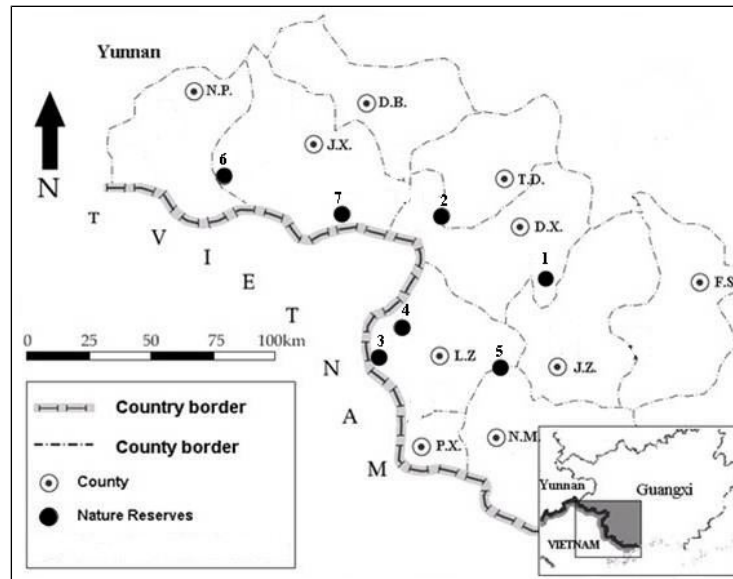 Yunnan
N.P.
D.B.
J.X.
N
6
T.D.
7
2
D.X.
T
V
I
E
T
N
A
M
1
F.S
0 25 50 75 100km
4
3
L.Z
5
J.Z.
P.X.
N.M.
Country border
County border
County
Nature Reserves
Yunnan
Guangxi
VIETNAM